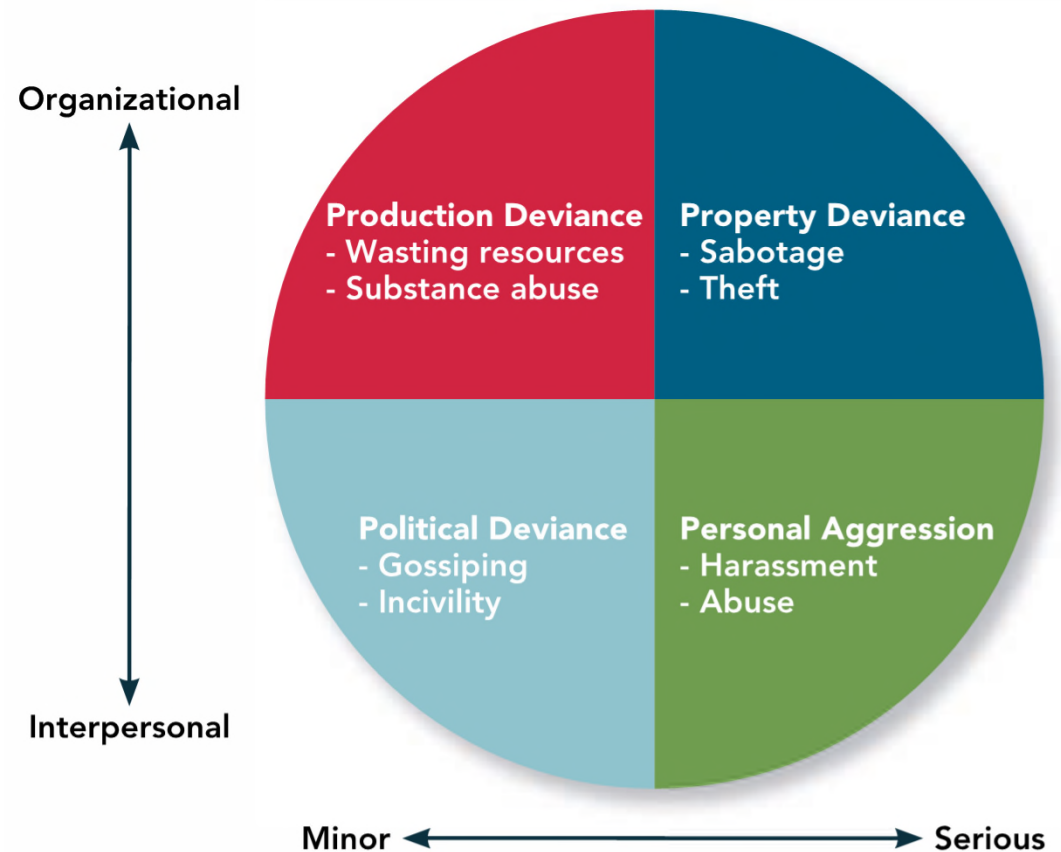 Organizational
Production Deviance
- Wasting resources
- Substance abuse
Property Deviance
- Sabotage
- Theft
Political Deviance
- Gossiping
- Incivility
Personal Aggression
- Harassment
- Abuse
Interpersonal
Minor
Serious